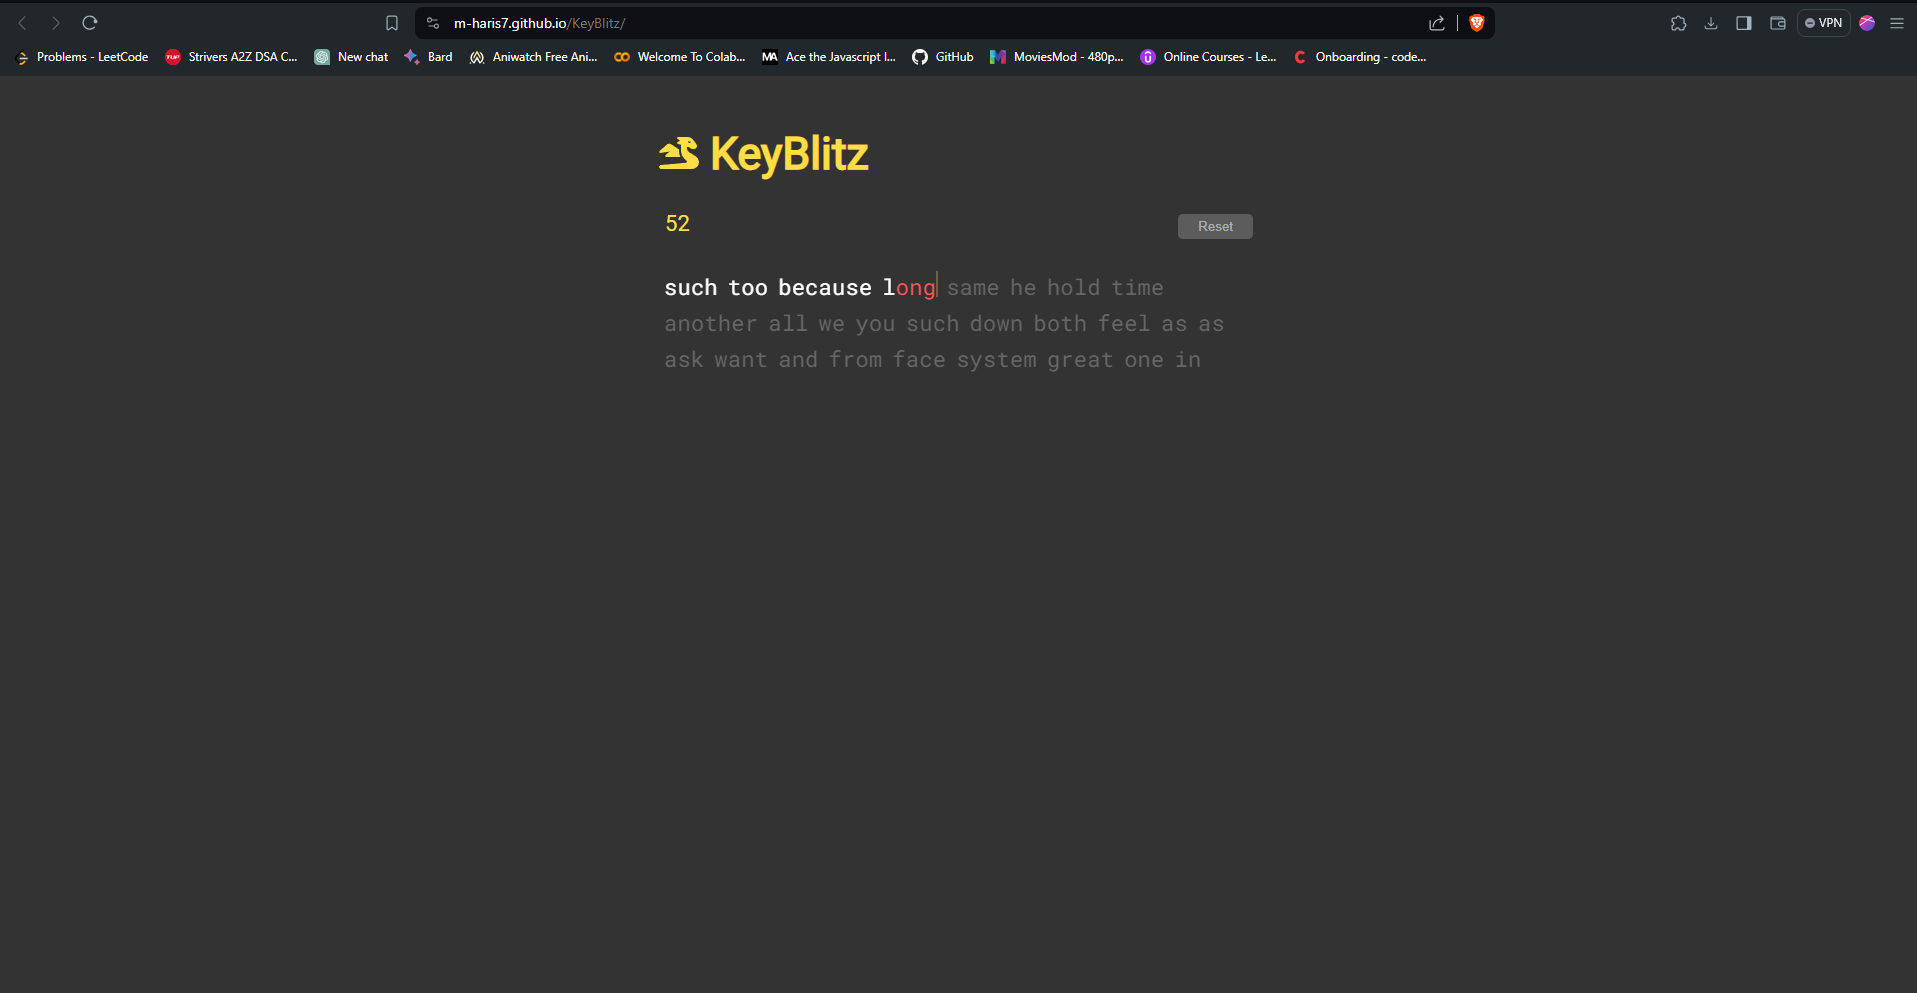 m-haris7.github.io/KeyBlitz/
VPN
Problems - LeetCode
TUF
Strivers A2Z DSA C...
New chat
Bard
Aniwatch Free Ani...
Welcome To Colab...
MA
Ace the Javascript I...
GitHub
MoviesMod - 480p...
Online Courses - Le...
Onboarding - code...
KeyBlitz
52
Reset
such too because long same he hold time
another all we you such down both feel as as
ask want and from face system great one in